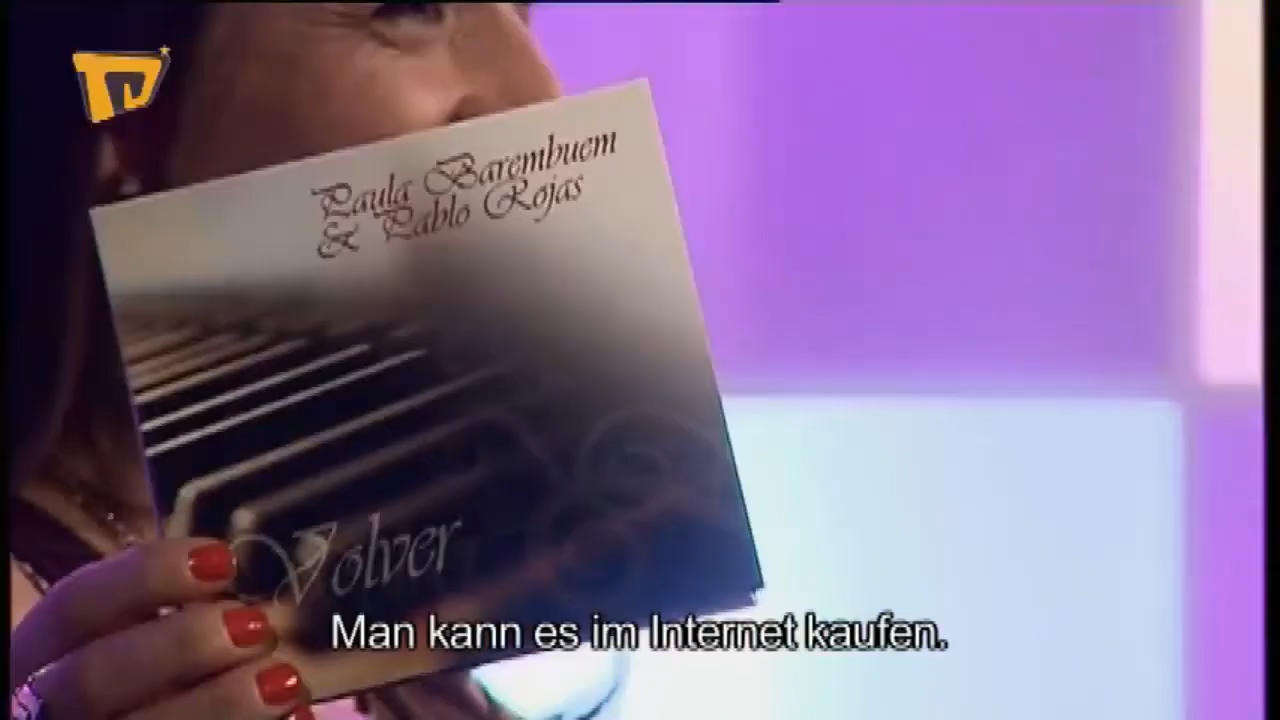 Paula Barembuem
& Pablo Rojas
Volver
Man kann es im Internet kaufen.